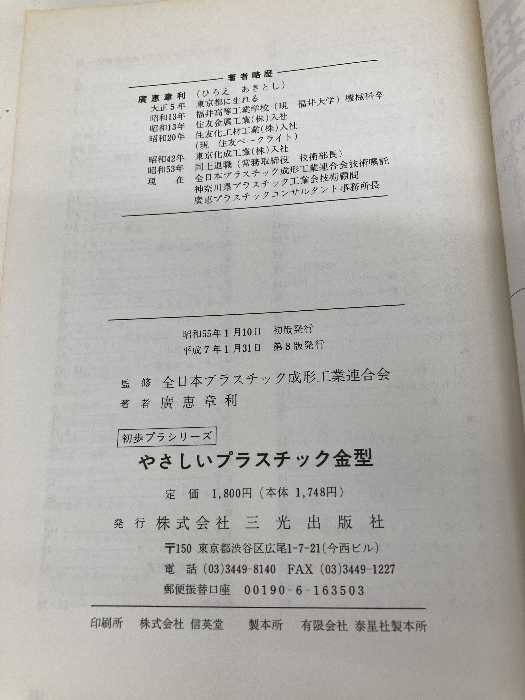 著者略歴
廣恵章利 (ひろえ あきとし)
大正5年 東京都に生れる
昭和13年 福井高等工業学校(現 福井大学) 機械科卒
昭和13年 住友金属工業(株)入社
昭和20年 住友化工材工業(株)入社
(現 住友ベークライト)
昭和42年 東京化成工業(株)入社
昭和53年 同上退職(常務取締役 技術部長)
現在 全日本プラスチック成形工業連合会技術嘱託
神奈川県プラスチック工業会技術顧問
廣恵プラスチックコンサルタント事務所長
昭和55年1月10日 初版発行
平成7年1月31日 第8版発行
監修 全日本プラスチック成形工業連合会
著者 廣恵章利
初歩プラシリーズ
やさしいプラスチック金型
定価 1,800円(本体 1,748円)
発行 株式会社 三光出版社
〒150 東京都渋谷区広尾1-7-21(今西ビル)
電話 (03)3449-8140 FAX (03)3449-1227
郵便振替口座 00190-6-163503
印刷所 株式会社 信英堂 製本所 有限会社 泰星社製本所